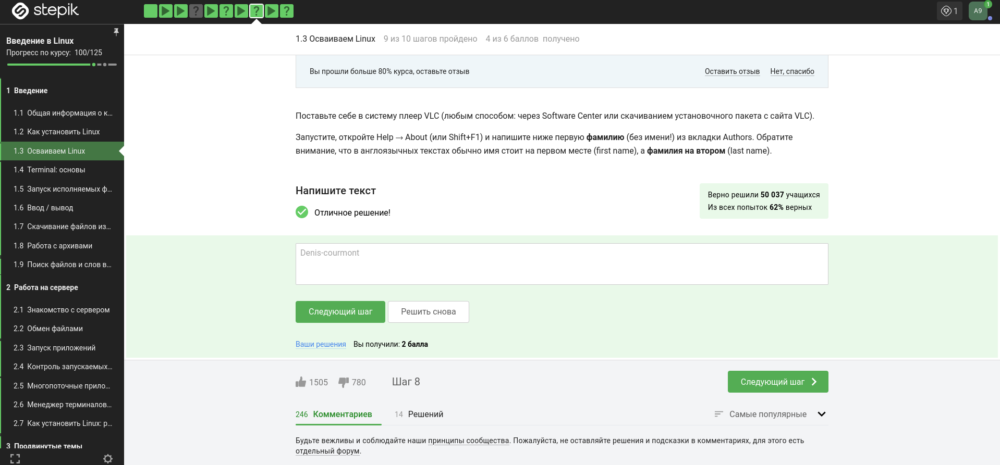 stepik
? ? ? ?
1
A9
1
Введение в Linux
Прогресс по курсу: 100/125
1 Введение
1.1 Общая информация о к...
1.2 Как установить Linux
1.3 Осваиваем Linux
1.4 Terminal: основы
1.5 Запуск исполняемых ф...
1.6 Ввод / вывод
1.7 Скачивание файлов из...
1.8 Работа с архивами
1.9 Поиск файлов и слов в...
2 Работа на сервере
2.1 Знакомство с сервером
2.2 Обмен файлами
2.3 Запуск приложений
2.4 Контроль запускаемых...
2.5 Многопоточные прило...
2.6 Менеджер терминалов...
2.7 Как установить Linux: р...
3 Продвинутые темы
1.3 Осваиваем Linux 9 из 10 шагов пройдено 4 из 6 баллов получено
Вы прошли больше 80% курса, оставьте отзыв Оставить отзыв Нет, спасибо
Поставьте себе в систему плеер VLC (любым способом: через Software Center или скачиванием установочного пакета с сайта VLC).
Запустите, откройте Help → About (или Shift+F1) и напишите ниже первую фамилию (без имени!) из вкладки Authors. Обратите
внимание, что в англоязычных текстах обычно имя стоит на первом месте (first name), а фамилия на втором (last name).
Напишите текст
Отличное решение!
Верно решили 50 037 учащихся
Из всех попыток 62% верных
Denis-courmont
Следующий шаг Решить снова
Ваши решения Вы получили: 2 балла
1505 780 Шаг 8 Следующий шаг
246 Комментариев 14 Решений Самые популярные
Будьте вежливы и соблюдайте наши принципы сообщества. Пожалуйста, не оставляйте решения и подсказки в комментариях, для этого есть
отдельный форум.